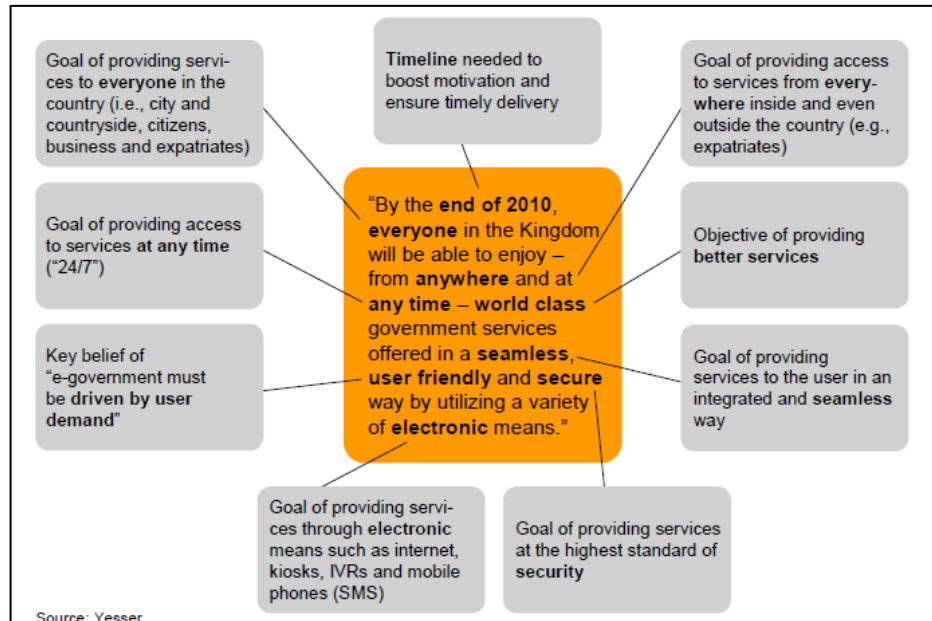 Goal of providing servi-
ces to everyone in the
country (i.e., city and
countryside, citizens,
business and expatriates)
Timeline needed to
boost motivation and
ensure timely delivery
Goal of providing access
to services from every-
where inside and even
outside the country (e.g.,
expatriates)
Goal of providing access
to services at any time
(“24/7”)
“By the end of 2010,
everyone in the Kingdom
will be able to enjoy –
from anywhere and at
any time – world class
government services
offered in a seamless,
user friendly and secure
way by utilizing a variety
of electronic means.”
Objective of providing
better services
Key belief of
“e-government must
be driven by user
demand”
Goal of providing
services to the user in an
integrated and seamless
way
Goal of providing servi-
ces through electronic
means such as internet,
kiosks, IVRs and mobile
phones (SMS)
Goal of providing services
at the highest standard of
security
Source: Yesser